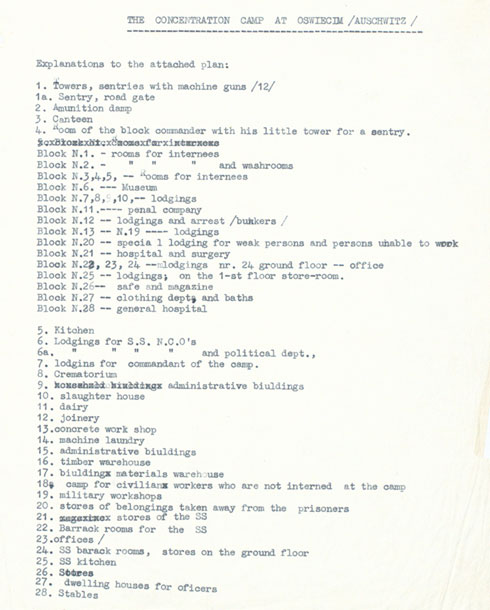 THE CONCENTRATION CAMP AT OSWIECIM /AUSCHWITZ /
Explanations to the attached plan:
1. Towers, sentries with machine guns /12/
1a. Sentry, road gate
2. Amunition damp
3. Canteen
4. Room of the block commander with his little tower for a sentry.
Block N.1. - rooms for internees
Block N.2. - " " " and washrooms
Block N.3,4,5, -- Rooms for internees
Block N.6. --- Museum
Block N.7,8,9,10,-- lodgings
Block N.11.---- penal company
Block N.12 -- lodgings and arrest /bunkers /
Block N.13 -- N.19 ---- lodgings
Block N.20 -- special lodging for weak persons and persons unable to work
Block N.21 -- hospital and surgery
Block N.22, 23, 24 -- lodgings nr. 24 ground floor -- office
Block N.25 -- lodgings, on the 1-st floor store-room.
Block N.26-- safe and magazine
Block N.27 -- clothing dept, and baths
Block N.28 -- general hospital
5. Kitchen
6. Lodgings for S.S. N.C.O's
6a. " " " " and political dept.,
7. lodgins for commandant of the camp.
8. Crematorium
9. administrative biuldings
10. slaughter house
11. dairy
12. joinery
13.concrete work shop
14. machine laundry
15. administrative biuldings
16. timber warehouse
17. biulding materials warehouse
18. camp for civilian workers who are not interned at the camp
19. military workshops
20. stores of belongings taken away from the prisoners
21. stores of the SS
22. Barrack rooms for the SS
23.offices /
24. SS barack rooms, stores on the ground floor
25. SS kitchen
26. Stores
27. dwelling houses for oficers
28. Stables